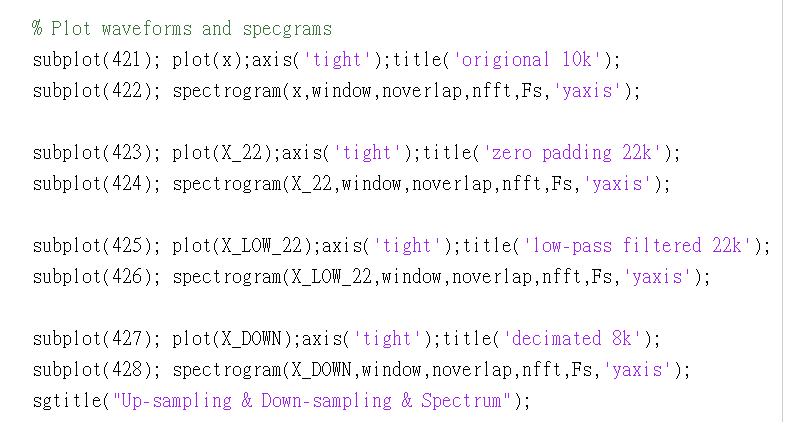 % Plot waveforms and specgrams
subplot(421); plot(x);axis('tight');title('origional 10k');
subplot(422); spectrogram(x,window,noverlap,nfft,Fs,'yaxis');
subplot(423); plot(X_22);axis('tight');title('zero padding 22k');
subplot(424); spectrogram(X_22,window,noverlap,nfft,Fs,'yaxis');
subplot(425); plot(X_LOW_22);axis('tight');title('low-pass filtered 22k');
subplot(426); spectrogram(X_LOW_22,window,noverlap,nfft,Fs,'yaxis');
subplot(427); plot(X_DOWN);axis('tight');title('decimated 8k');
subplot(428); spectrogram(X_DOWN,window,noverlap,nfft,Fs,'yaxis');
sgtitle("Up-sampling & Down-sampling & Spectrum");